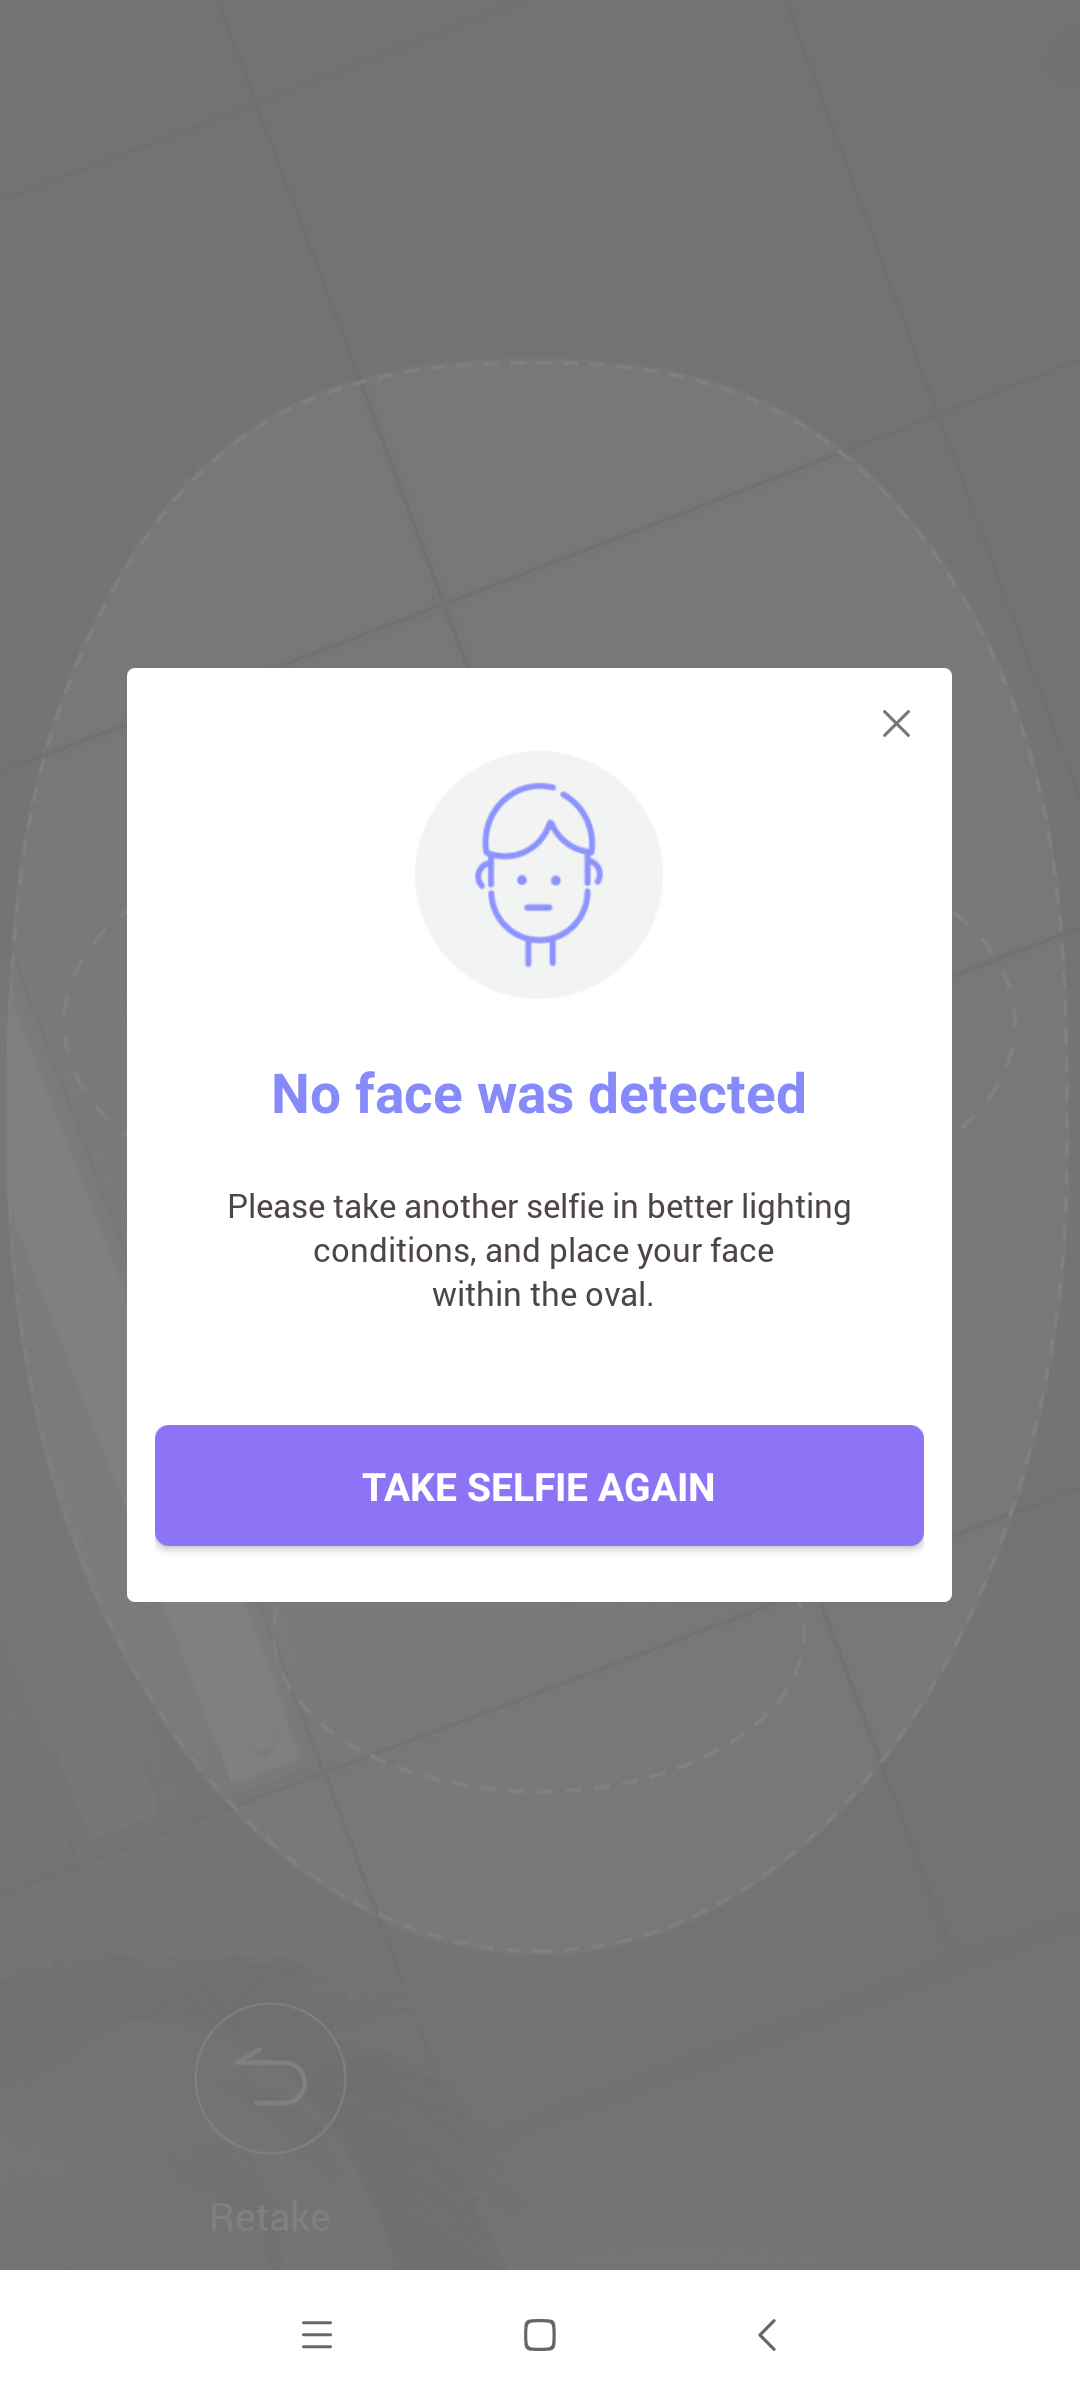 No face was detected
Please take another selfie in better lighting
conditions, and place your face
within the oval.
TAKE SELFIE AGAIN
Retake